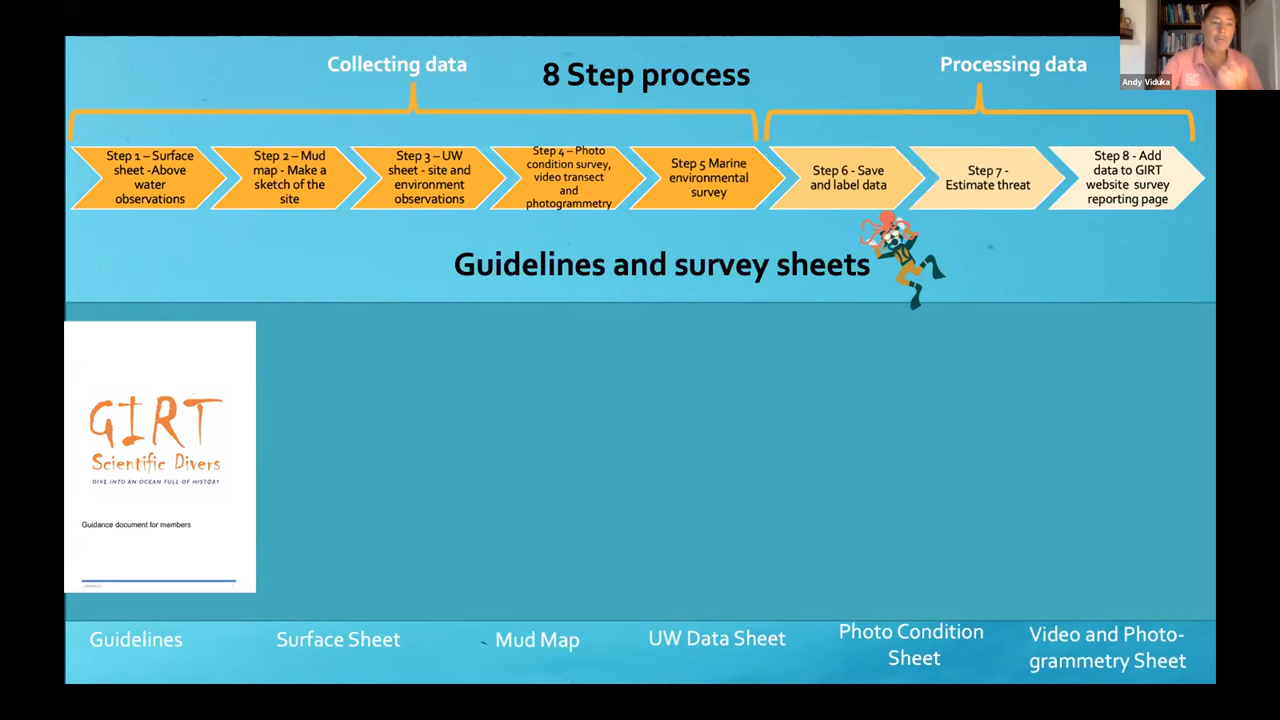 Collecting data
8 Step process
Processing data
Andy Viduka
Step 1 – Surface
sheet -Above
water
observations
Step 2 – Mud
map - Make a
sketch of the
site
Step 3 – UW
sheet - site and
environment
observations
Step 4 – Photo
condition survey,
video transect
and
photogrammetry
Step 5 Marine
environmental
survey
Step 6 - Save
and label data
Step 7 -
Estimate threat
Step 8 - Add
data to GIRT
website survey
reporting page
Guidelines and survey sheets
GIRT
Scientific Divers
DIVE INTO AN OCEAN FULL OF HISTORY
Guidance document for members
Guidelines
Surface Sheet
Mud Map
UW Data Sheet
Photo Condition
Sheet
Video and Photo-
grammetry Sheet